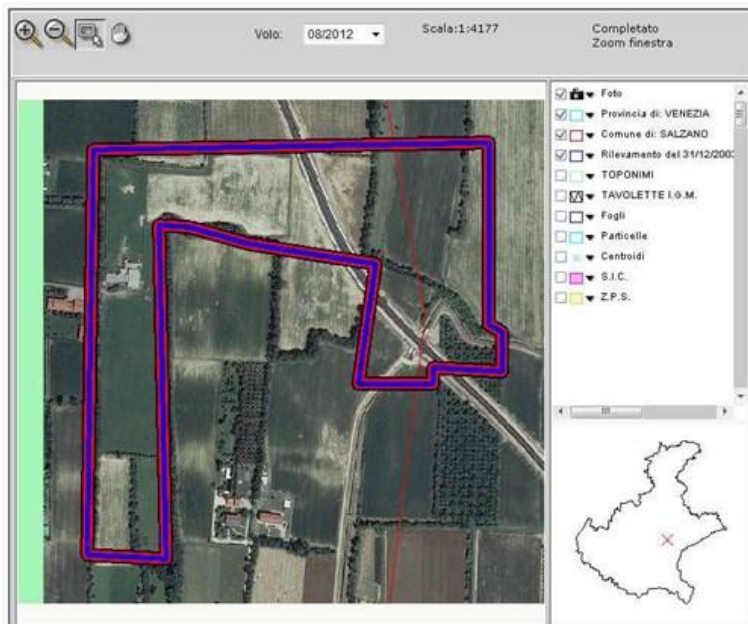 Volo:
08/2012
Scala:1:4177
Completato
Zoom finestra
Foto
Provincia di: VENEZIA
Comune di: SALZANO
Rilevamento del 31/12/2003
TOPONIMI
TAVOLETTE I.G.M.
Fogli
Particelle
Centroidi
S.I.C.
Z.P.S.